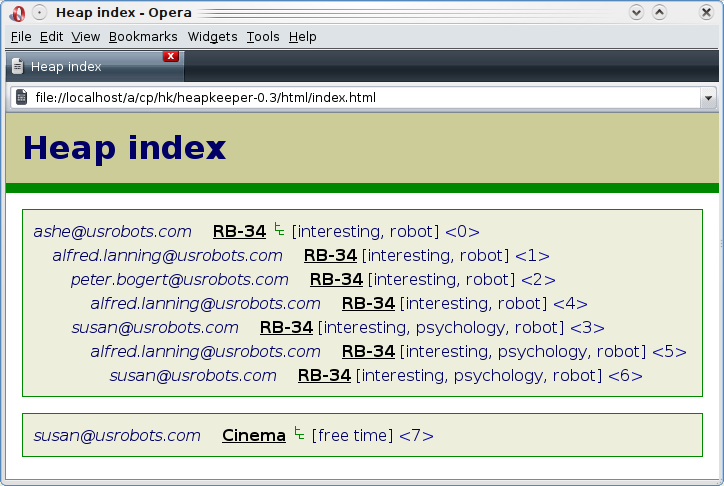 Heap index - Opera
File Edit View Bookmarks Widgets Tools Help
Heap index
file://localhost/a/cp/hk/heapkeeper-0.3/html/index.html
Heap index
ashe@usrobots.com RB-34 [interesting, robot] <0>
alfred.lanning@usrobots.com RB-34 [interesting, robot] <1>
peter.bogert@usrobots.com RB-34 [interesting, robot] <2>
alfred.lanning@usrobots.com RB-34 [interesting, robot] <4>
susan@usrobots.com RB-34 [interesting, psychology, robot] <3>
alfred.lanning@usrobots.com RB-34 [interesting, psychology, robot] <5>
susan@usrobots.com RB-34 [interesting, psychology, robot] <6>
susan@usrobots.com Cinema [free time] <7>